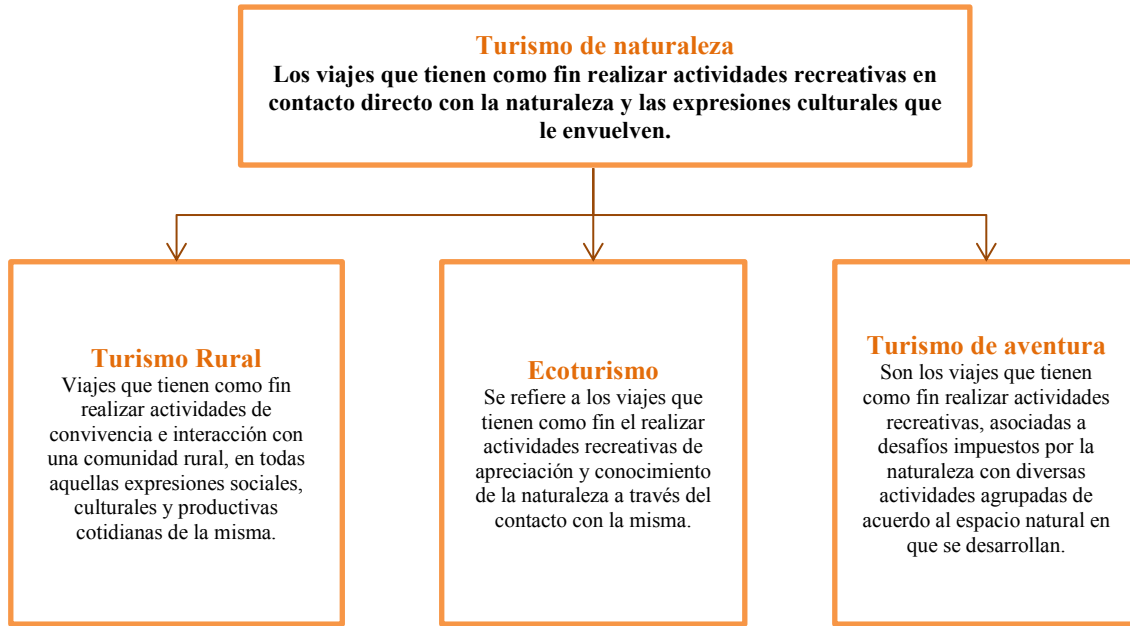 Turismo de naturaleza
Los viajes que tienen como fin realizar actividades recreativas en
contacto directo con la naturaleza y las expresiones culturales que
le envuelven.
Turismo Rural
Viajes que tienen como fin
realizar actividades de
convivencia e interacción con
una comunidad rural, en todas
aquellas expresiones sociales,
culturales y productivas
cotidianas de la misma.
Ecoturismo
Se refiere a los viajes que
tienen como fin el realizar
actividades recreativas de
apreciación y conocimiento
de la naturaleza a través del
contacto con la misma.
Turismo de aventura
Son los viajes que tienen
como fin realizar actividades
recreativas, asociadas a
desafíos impuestos por la
naturaleza con diversas
actividades agrupadas de
acuerdo al espacio natural en
que se desarrollan.